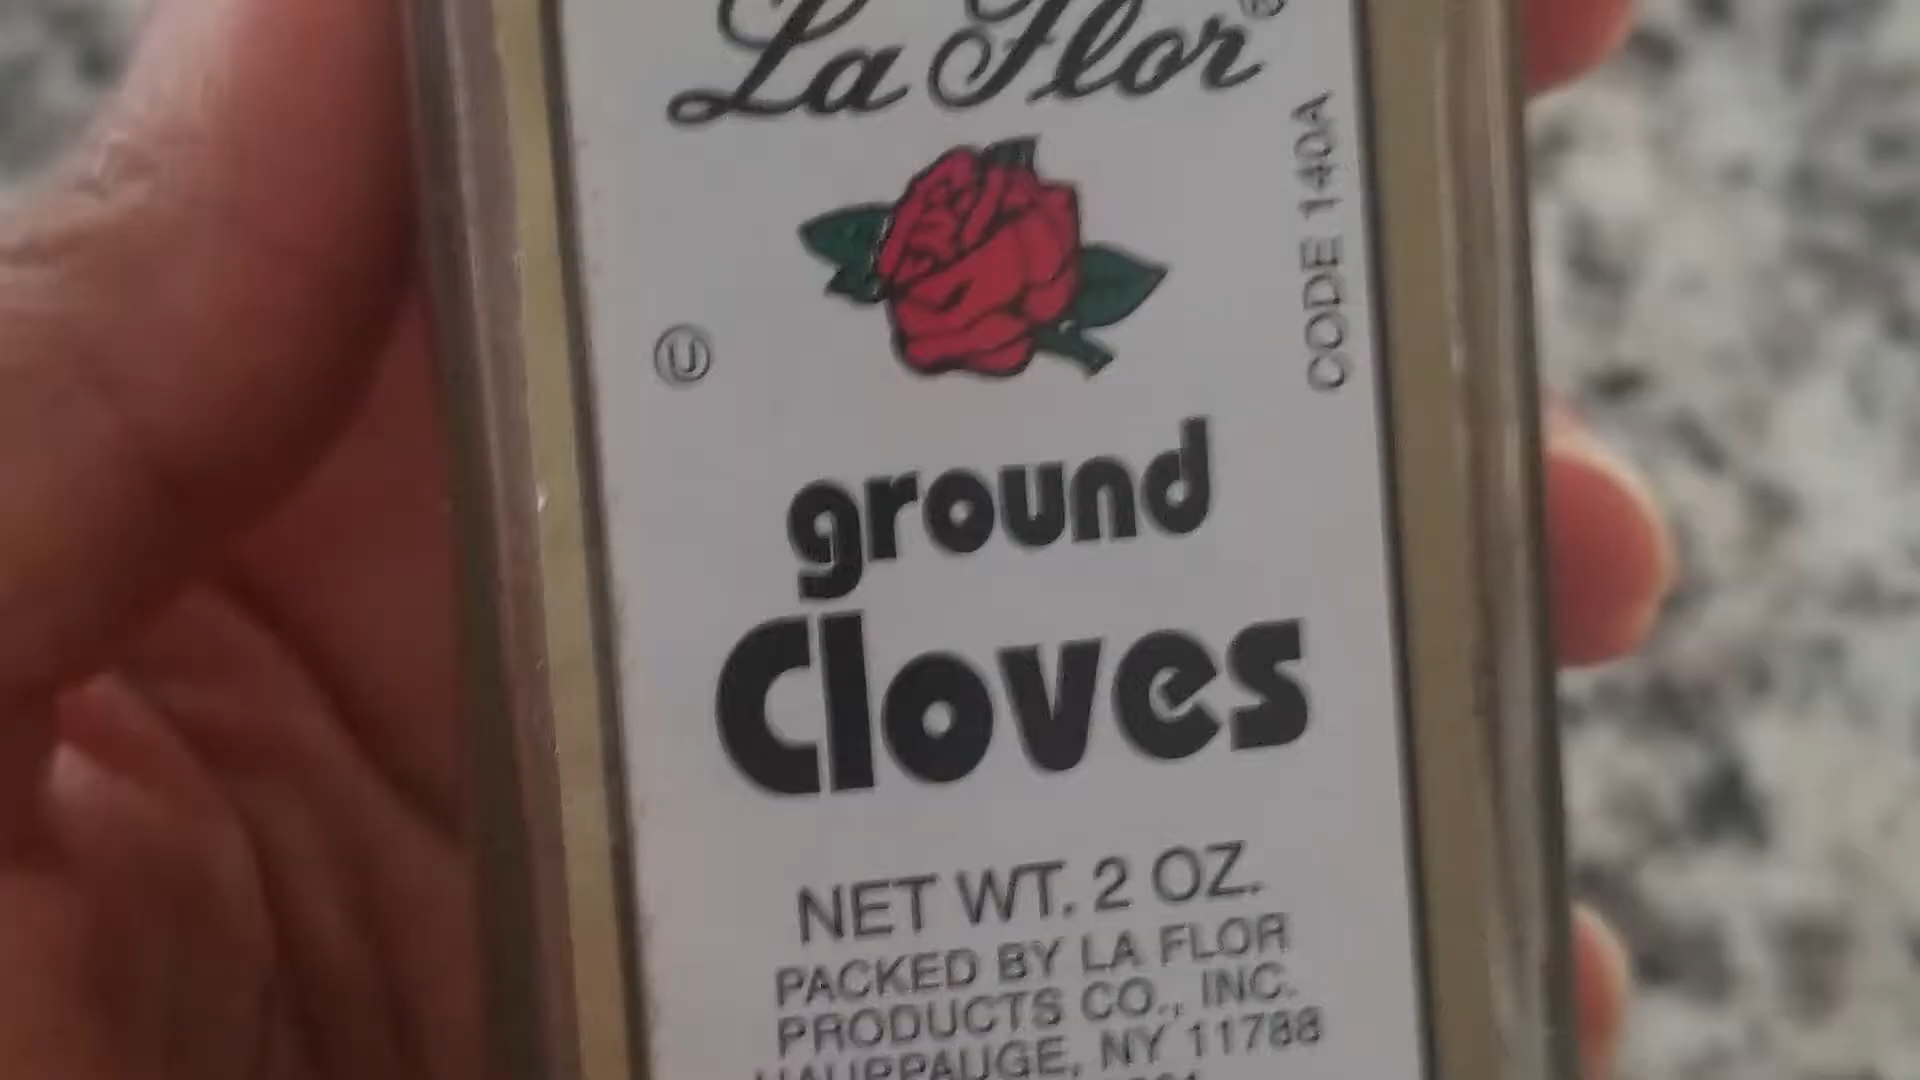 La Flor®
CODE 140A
Ⓤ
ground
Cloves
NET WT. 2 OZ.
PACKED BY LA FLOR
PRODUCTS CO., INC.
HAUPPAUGE, NY 11788